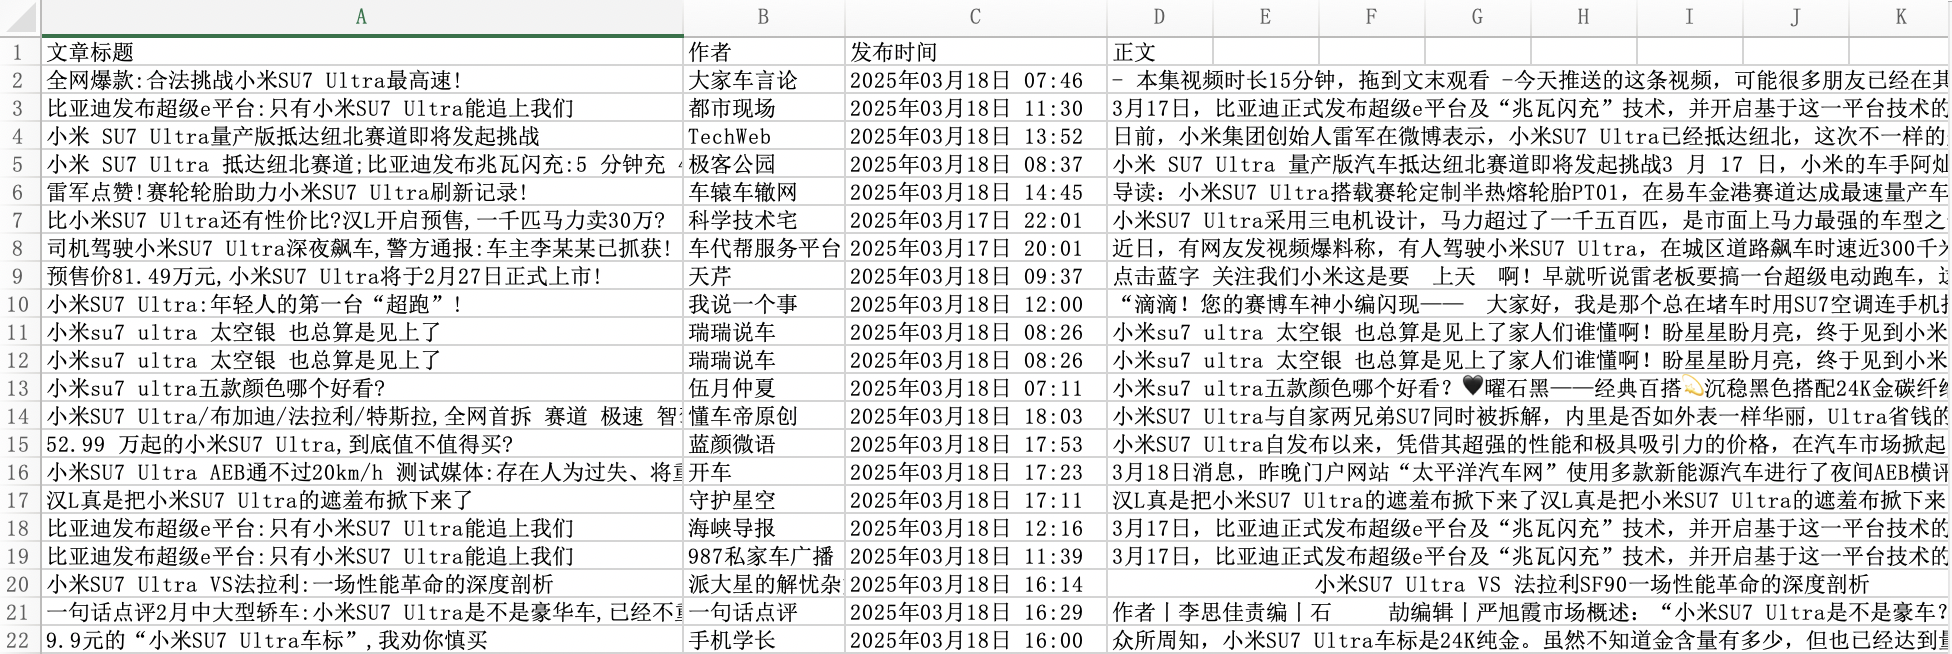 A B C D E F G H I J K
1 文章标题 作者 发布时间 正文
2 全网爆款:合法挑战小米SU7 Ultra最高速! 大家车言论 2025年03月18日 07:46 - 本集视频时长15分钟，拖到文末观看 -今天推送的这条视频，可能很多朋友已经在其
3 比亚迪发布超级e平台:只有小米SU7 Ultra能追上我们 都市现场 2025年03月18日 11:30 3月17日，比亚迪正式发布超级e平台及“兆瓦闪充”技术，并开启基于这一平台技术的
4 小米 SU7 Ultra量产版抵达纽北赛道即将发起挑战 TechWeb 2025年03月18日 13:52 日前，小米集团创始人雷军在微博表示，小米SU7 Ultra已经抵达纽北，这次不一样的
5 小米 SU7 Ultra 抵达纽北赛道;比亚迪发布兆瓦闪充:5 分钟充 极客公园 2025年03月18日 08:37 小米 SU7 Ultra 量产版汽车抵达纽北赛道即将发起挑战3 月 17 日，小米的车手阿灿
6 雷军点赞!赛轮轮胎助力小米SU7 Ultra刷新记录! 车辕车辙网 2025年03月18日 14:45 导读：小米SU7 Ultra搭载赛轮定制半热熔轮胎PT01，在易车金港赛道达成最速量产车
7 比小米SU7 Ultra还有性价比?汉L开启预售,一千匹马力卖30万? 科学技术宅 2025年03月17日 22:01 小米SU7 Ultra采用三电机设计，马力超过了一千五百匹，是市面上马力最强的车型之
8 司机驾驶小米SU7 Ultra深夜飙车,警方通报:车主李某某已抓获! 车代帮服务平台 2025年03月17日 20:01 近日，有网友发视频爆料称，有人驾驶小米SU7 Ultra，在城区道路飙车时速近300千米
9 预售价81.49万元,小米SU7 Ultra将于2月27日正式上市! 天芹 2025年03月18日 09:37 点击蓝字 关注我们小米这是要 上天 啊！早就听说雷老板要搞一台超级电动跑车，这
10 小米SU7 Ultra:年轻人的第一台“超跑”! 我说一个事 2025年03月18日 12:00 “滴滴！您的赛博车神小编闪现—— 大家好，我是那个总在堵车时用SU7空调连手机
11 小米su7 ultra 太空银 也总算是见上了 瑞瑞说车 2025年03月18日 08:26 小米su7 ultra 太空银 也总算是见上了家人们谁懂啊！盼星星盼月亮，终于见到小米
12 小米su7 ultra 太空银 也总算是见上了 瑞瑞说车 2025年03月18日 08:26 小米su7 ultra 太空银 也总算是见上了家人们谁懂啊！盼星星盼月亮，终于见到小米
13 小米su7 ultra五款颜色哪个好看? 伍月仲夏 2025年03月18日 07:11 小米su7 ultra五款颜色哪个好看？🖤曜石黑——经典百搭💫沉稳黑色搭配24K金碳纤维
14 小米SU7 Ultra/布加迪/法拉利/特斯拉,全网首拆 赛道 极速 智 懂车帝原创 2025年03月18日 18:03 小米SU7 Ultra与自家两兄弟SU7同时被拆解，内里是否如外表一样华丽，Ultra省钱的
15 52.99 万起的小米SU7 Ultra,到底值不值得买? 蓝颜微语 2025年03月18日 17:53 小米SU7 Ultra自发布以来，凭借其超强的性能和极具吸引力的价格，在汽车市场掀起
16 小米SU7 Ultra AEB通不过20km/h 测试媒体:存在人为过失、将重 开车 2025年03月18日 17:23 3月18日消息，昨晚门户网站“太平洋汽车网”使用多款新能源汽车进行了夜间AEB横评
17 汉L真是把小米SU7 Ultra的遮羞布掀下来了 守护星空 2025年03月18日 17:11 汉L真是把小米SU7 Ultra的遮羞布掀下来了汉L真是把小米SU7 Ultra的遮羞布掀下来
18 比亚迪发布超级e平台:只有小米SU7 Ultra能追上我们 海峡导报 2025年03月18日 12:16 3月17日，比亚迪正式发布超级e平台及“兆瓦闪充”技术，并开启基于这一平台技术的
19 比亚迪发布超级e平台:只有小米SU7 Ultra能追上我们 987私家车广播 2025年03月18日 11:39 3月17日，比亚迪正式发布超级e平台及“兆瓦闪充”技术，并开启基于这一平台技术的
20 小米SU7 Ultra VS法拉利:一场性能革命的深度剖析 派大星的解忧杂 2025年03月18日 16:14 小米SU7 Ultra VS 法拉利SF90一场性能革命的深度剖析
21 一句话点评2月中大型轿车:小米SU7 Ultra是不是豪华车,已经不重 一句话点评 2025年03月18日 16:29 作者丨李思佳责编丨石 劼编辑丨严旭霞市场概述：“小米SU7 Ultra是不是豪车？
22 9.9元的“小米SU7 Ultra车标”,我劝你慎买 手机学长 2025年03月18日 16:00 众所周知，小米SU7 Ultra车标是24K纯金。虽然不知道金含量有多少，但也已经达到量